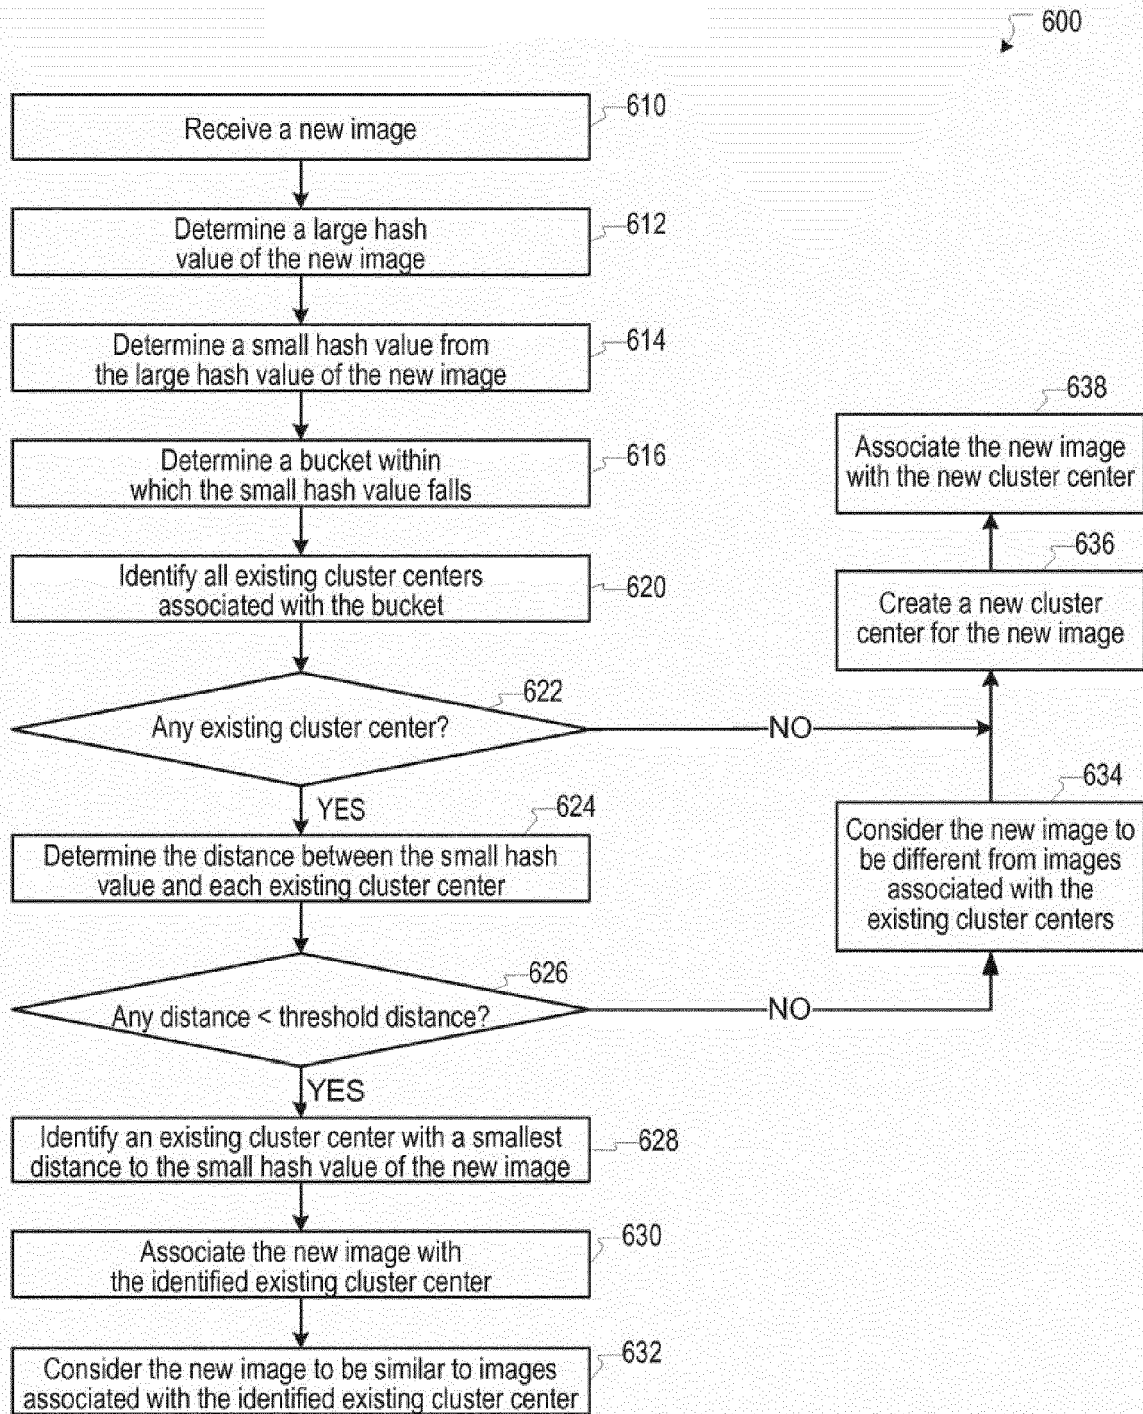 600
610
Receive a new image
612
Determine a large hash
value of the new image
614
Determine a small hash value from
the large hash value of the new image
616
Determine a bucket within
which the small hash value falls
620
Identify all existing cluster centers
associated with the bucket
622
Any existing cluster center?
NO
YES
624
Determine the distance between the small hash
value and each existing cluster center
626
Any distance < threshold distance?
NO
YES
628
Identify an existing cluster center with a smallest
distance to the small hash value of the new image
630
Associate the new image with
the identified existing cluster center
632
Consider the new image to be similar to images
associated with the identified existing cluster center
634
Consider the new image to
be different from images
associated with the
existing cluster centers
636
Create a new cluster
center for the new image
638
Associate the new image
with the new cluster center